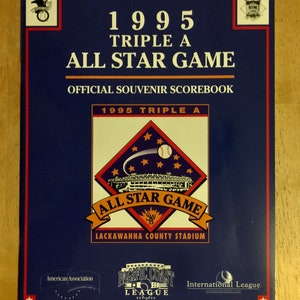 1995
TRIPLE A
ALL STAR GAME
OFFICIAL SOUVENIR SCOREBOOK
1995 TRIPLE A
ALL STAR GAME
LACKAWANNA COUNTY STADIUM
American Association
LEAGUE
International League